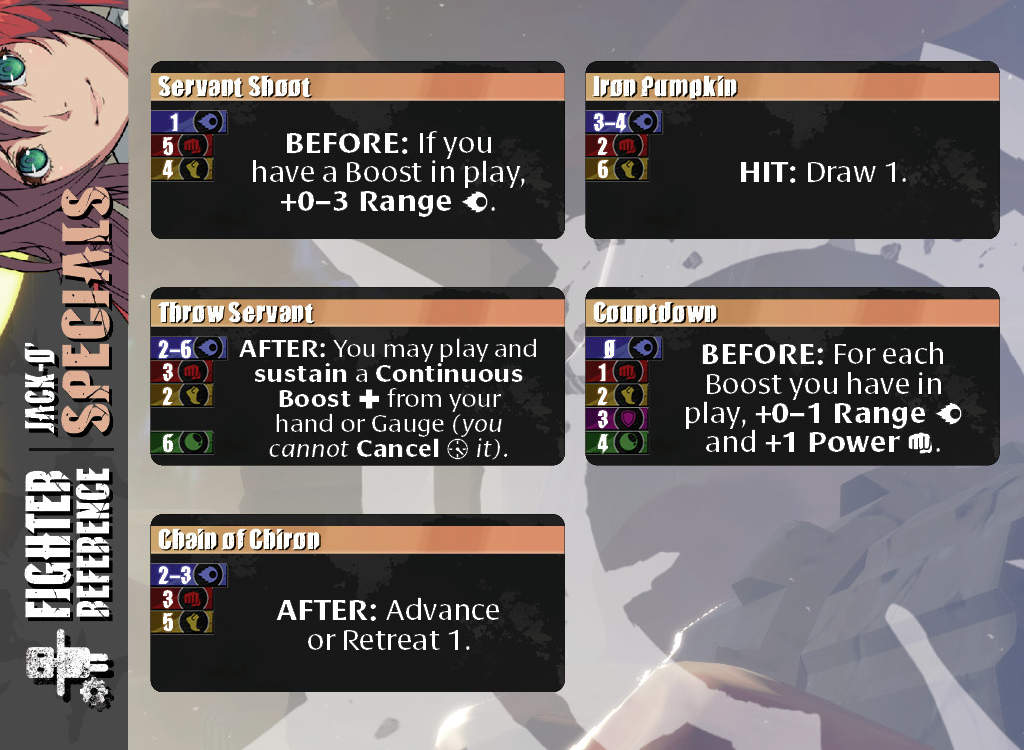 FIGHTER
REFERENCE
JACK-O'
SPECIALS
Servant Shoot
1
5
4
BEFORE: If you
have a Boost in play,
+0–3 Range .
Iron Pumpkin
3–4
2
6
HIT: Draw 1.
Throw Servant
2–6
3
2
6
AFTER: You may play and
sustain a Continuous
Boost + from your
hand or Gauge (you
cannot Cancel it).
Countdown
0
1
2
3
4
BEFORE: For each
Boost you have in
play, +0–1 Range
and +1 Power .
Chain of Chiron
2–3
3
5
AFTER: Advance
or Retreat 1.